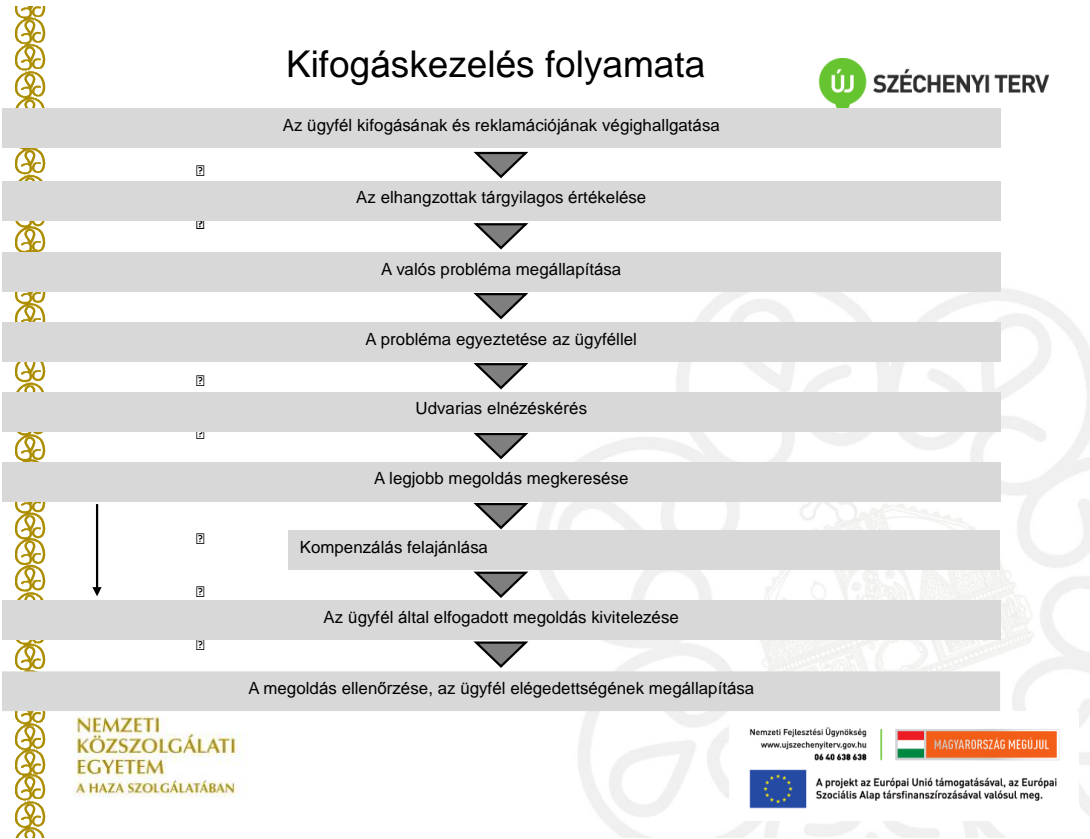 Kifogáskezelés folyamata
ÚJ SZÉCHENYI TERV
Az ügyfél kifogásának és reklamációjának végighallgatása
Az elhangzottak tárgyilagos értékelése
A valós probléma megállapítása
A probléma egyeztetése az ügyféllel
Udvarias elnézéskérés
A legjobb megoldás megkeresése
Kompenzálás felajánlása
Az ügyfél által elfogadott megoldás kivitelezése
A megoldás ellenőrzése, az ügyfél elégedettségének megállapítása
NEMZETI
KÖZSZOLGÁLATI
EGYETEM
A HAZA SZOLGÁLATÁBAN
Nemzeti Fejlesztési Ügynökség
www.ujszechenyiterv.gov.hu
06 40 638 638
MAGYARORSZÁG MEGÚJUL
A projekt az Európai Unió támogatásával, az Európai
Szociális Alap társfinanszírozásával valósul meg.